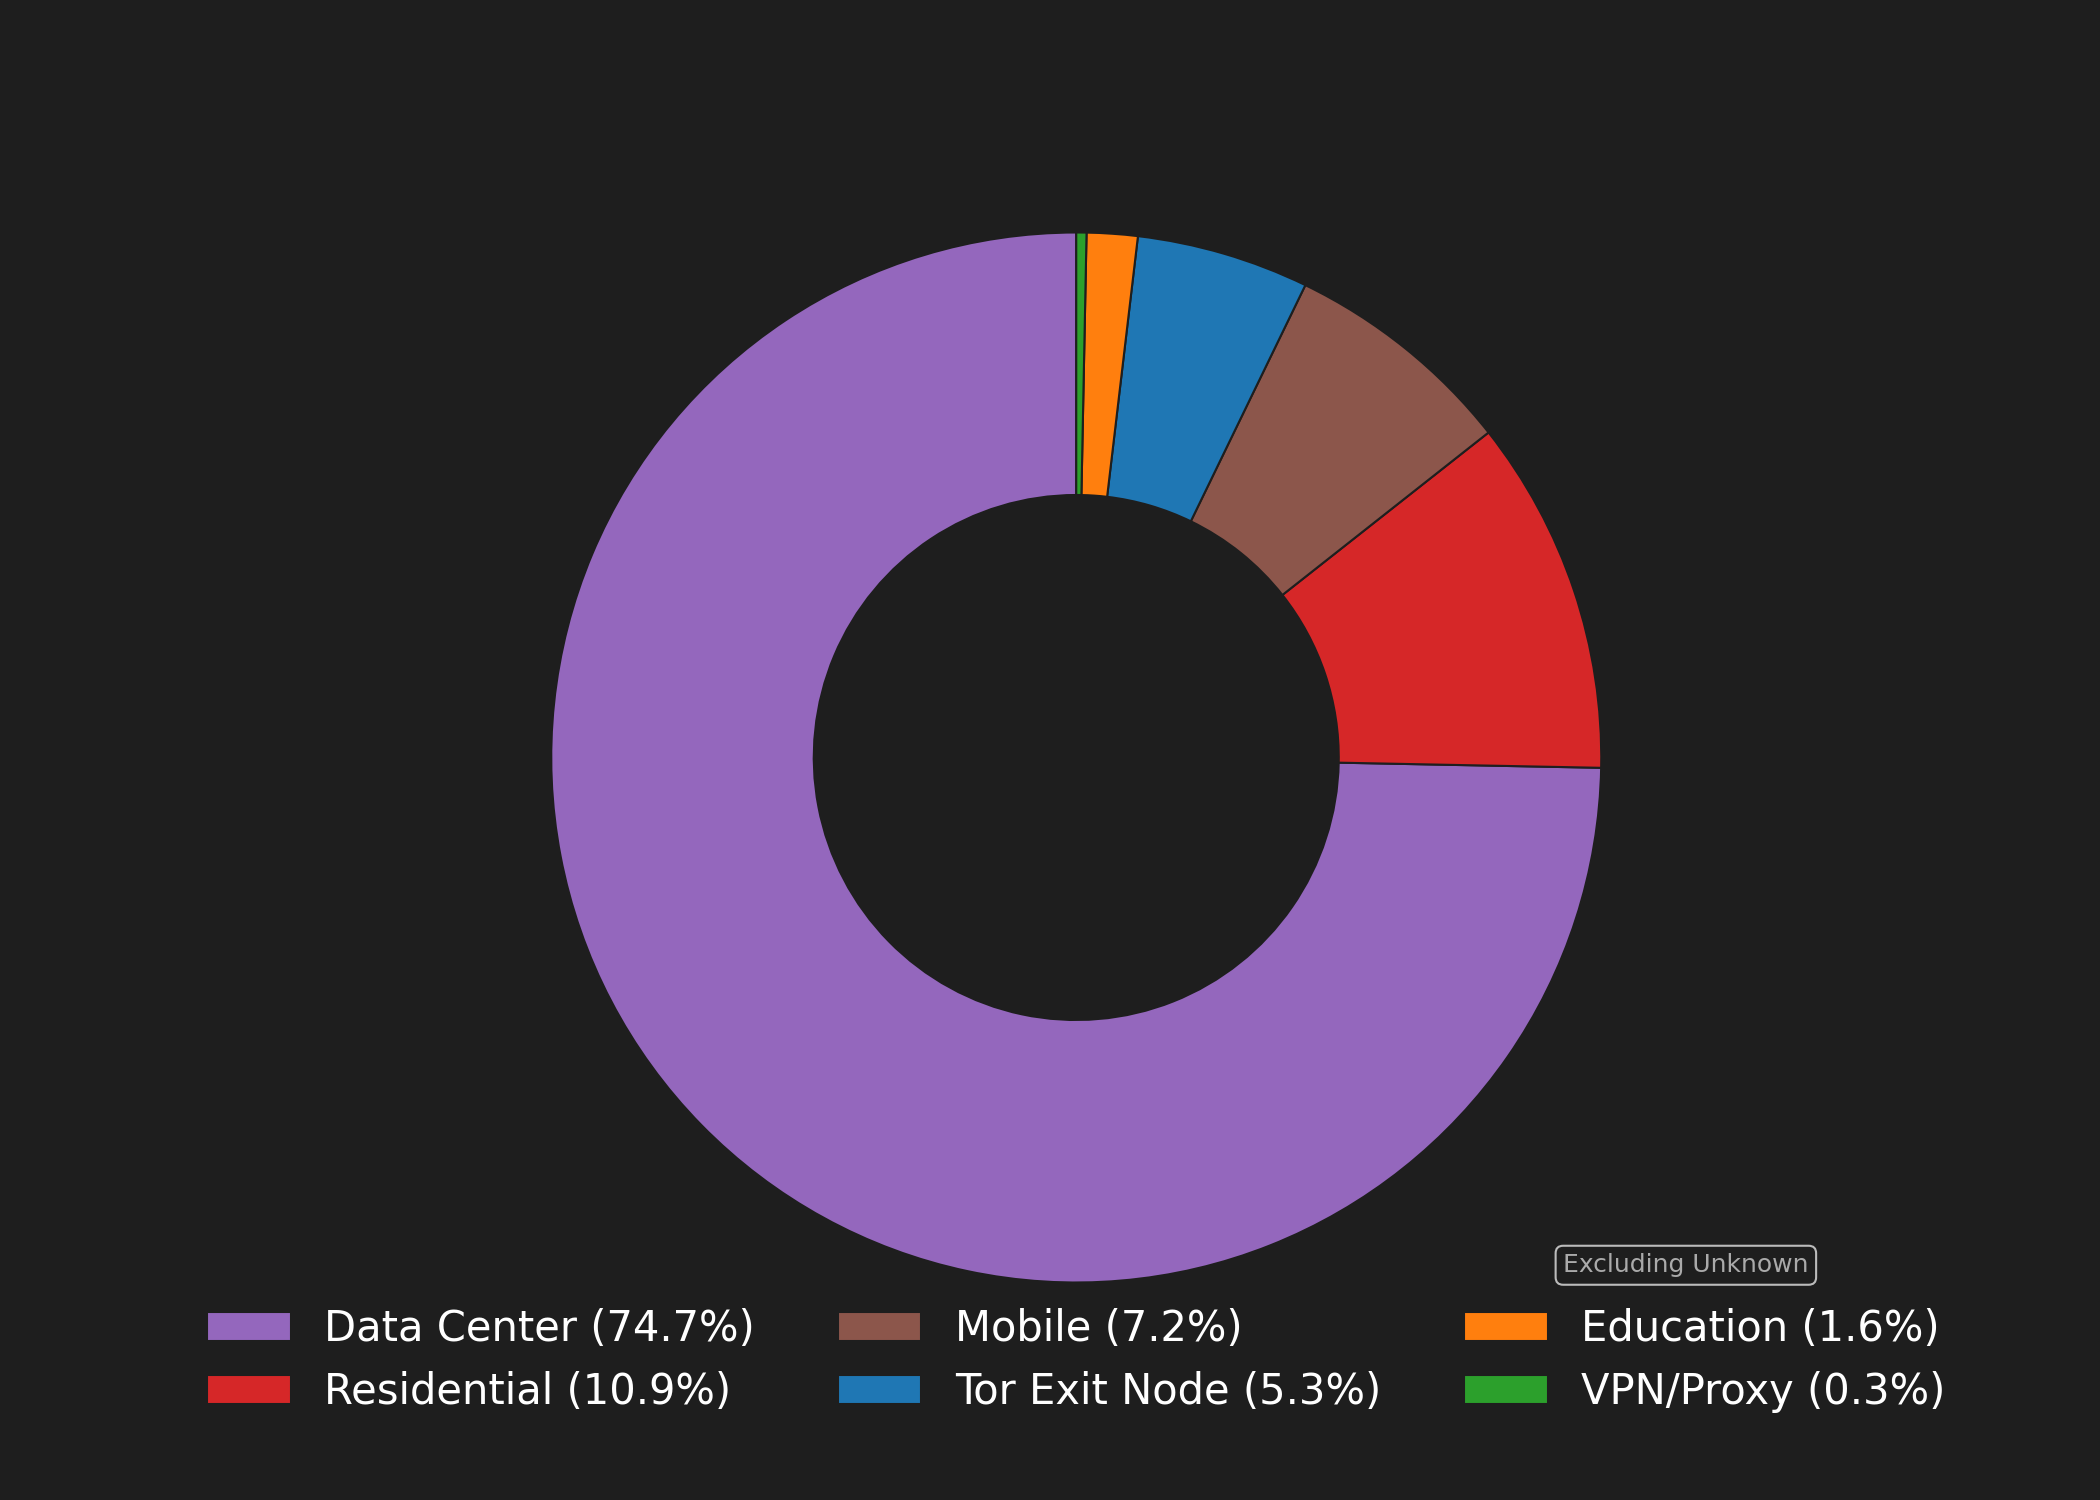 Excluding Unknown
Data Center (74.7%)
Residential (10.9%)
Mobile (7.2%)
Tor Exit Node (5.3%)
Education (1.6%)
VPN/Proxy (0.3%)